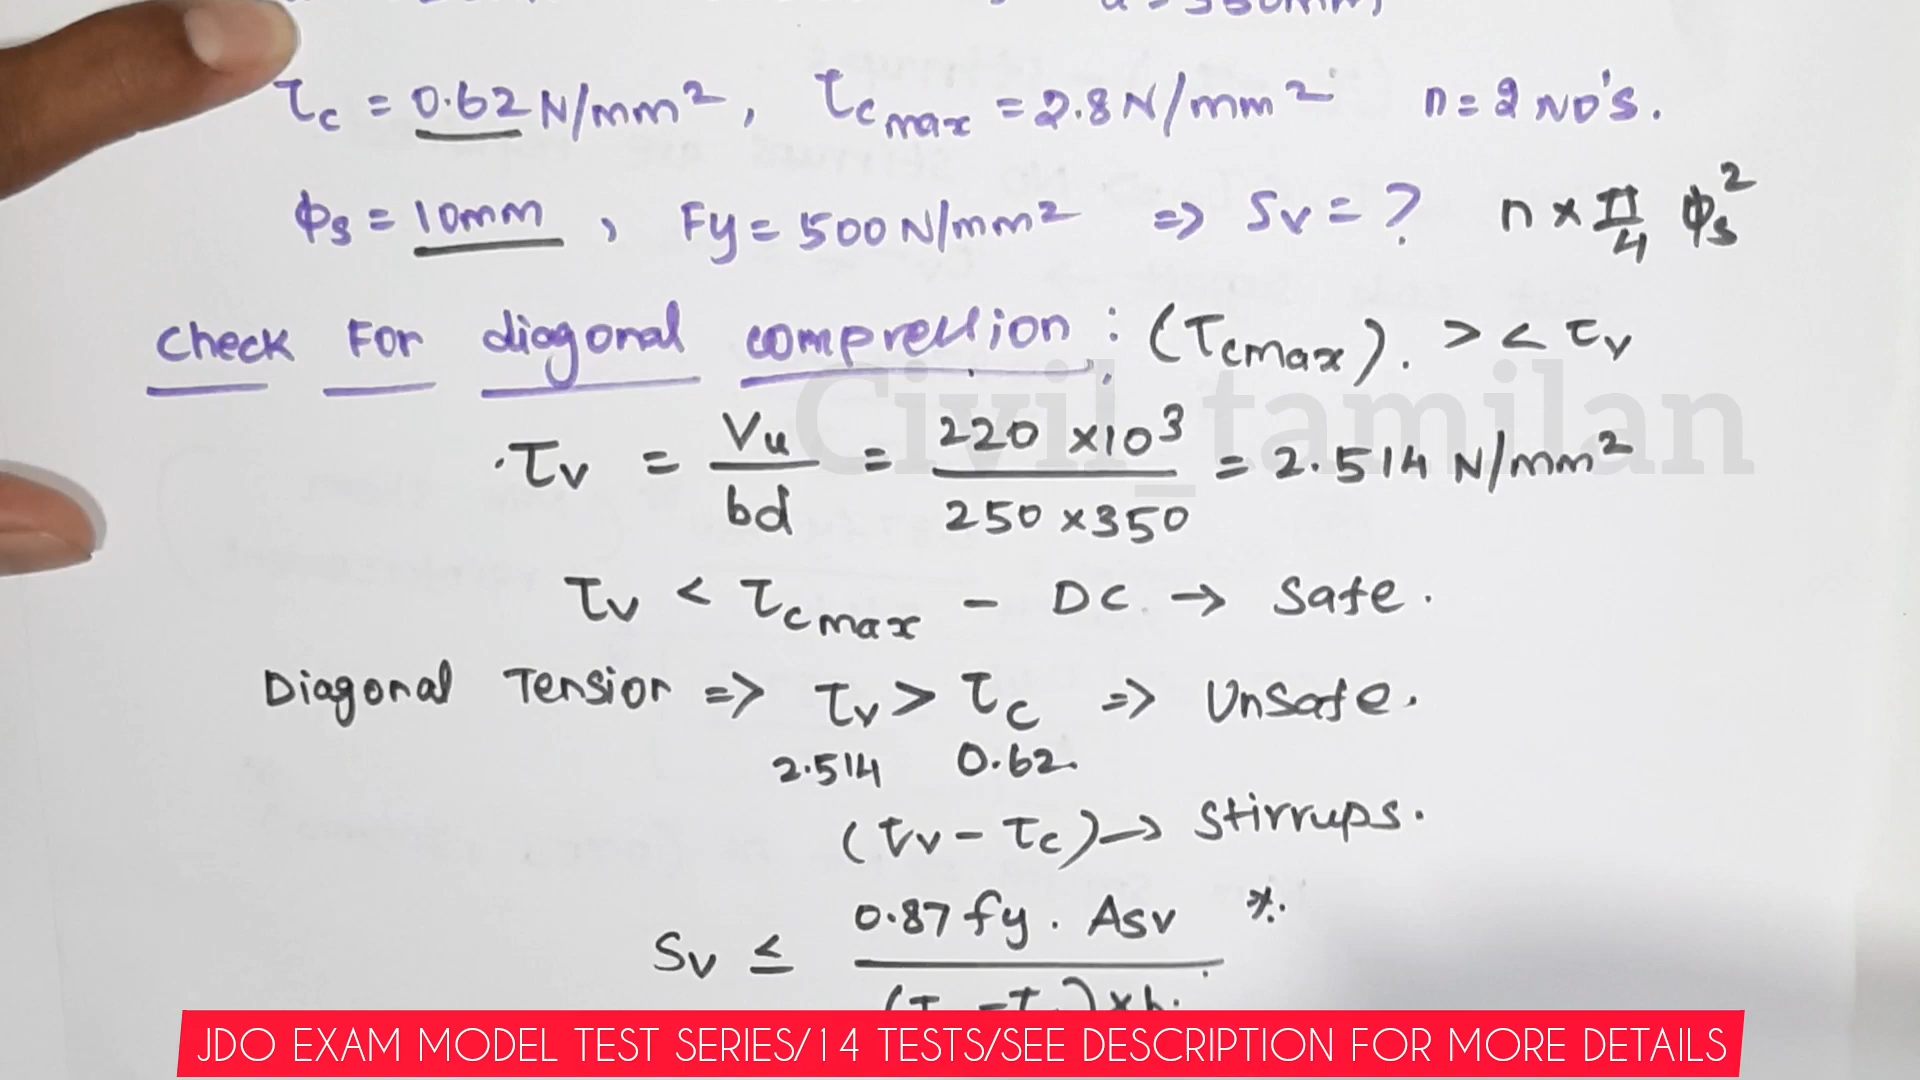 τc = 0.62 N/mm², τc max = 2.8 N/mm² n = 2 NO'S.
ϕs = 10mm , Fy = 500 N/mm² => Sv = ? n × π/4 ϕs²
Check For diagonal compression : (τcmax). > < τv
Civil_tamilan
τv = Vu/bd = 220 ×10³/250 ×350 = 2.514 N/mm²
τv < τcmax - DC → Safe.
Diagonal Tension => τv > τc => Unsafe.
2.514 0.62.
(τv - τc) → Stirrups.
Sv ≤ 0.87 fy . Asv
JDO EXAM MODEL TEST SERIES/14 TESTS/SEE DESCRIPTION FOR MORE DETAILS